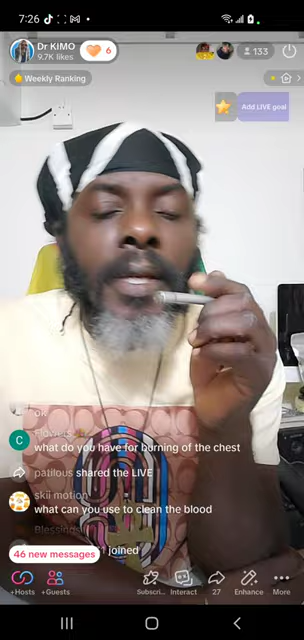 7:26
Dr KiMO
9.7K likes
6
133
Weekly Ranking
Add LIVE goal
ok
what do you have for burning of the chest
patilous shared the LIVE
skii motion
what can you use to clean the blood
Blessings
joined
46 new messages
+Hosts
+Guests
Subscri...
Interact
27
Enhance
More